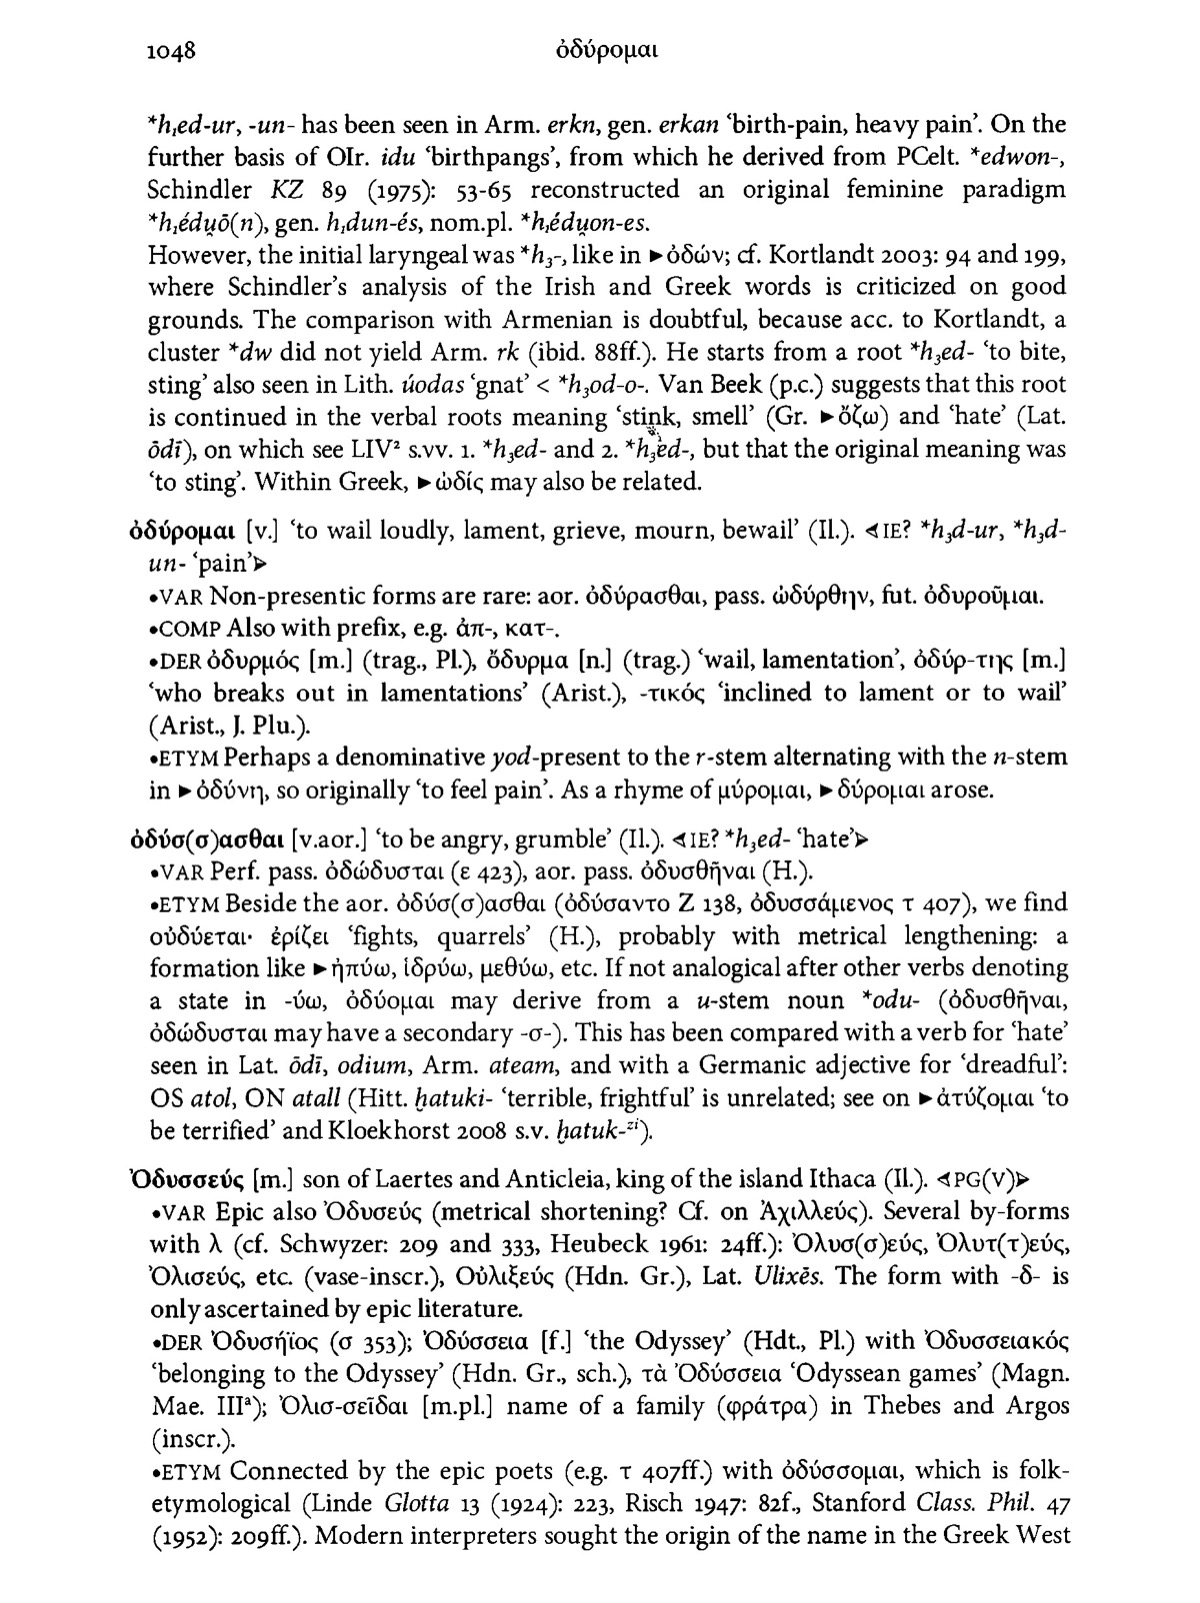 1048 ὀδύρομαι
*h₁ed-ur, -un- has been seen in Arm. erkn, gen. erkan ‘birth-pain, heavy pain’. On the
further basis of OIr. idu ‘birthpangs’, from which he derived from PCelt. *edwon-,
Schindler KZ 89 (1975): 53-65 reconstructed an original feminine paradigm
*h₁édu̯ō(n), gen. h₁dun-és, nom.pl. *h₁édu̯on-es.
However, the initial laryngeal was *h₃-, like in ►ὀδών; cf. Kortlandt 2003: 94 and 199,
where Schindler’s analysis of the Irish and Greek words is criticized on good
grounds. The comparison with Armenian is doubtful, because acc. to Kortlandt, a
cluster *dw did not yield Arm. rk (ibid. 88ff.). He starts from a root *h₃ed- ‘to bite,
sting’ also seen in Lith. úodas ‘gnat’ < *h₃od-o-. Van Beek (p.c.) suggests that this root
is continued in the verbal roots meaning ‘stink, smell’ (Gr. ►ὄζω) and ‘hate’ (Lat.
ōdī), on which see LIV² s.vv. 1. *h₃ed- and 2. *h₃ed-, but that the original meaning was
‘to sting’. Within Greek, ►ὠδίς may also be related.
ὀδύρομαι [v.] ‘to wail loudly, lament, grieve, mourn, bewail’ (Il.). ⊲IE? *h₃d-ur, *h₃d-
un- ‘pain’⊳
•VAR Non-presentic forms are rare: aor. ὀδύρασθαι, pass. ὠδύρθην, fut. ὀδυροῦμαι.
•COMP Also with prefix, e.g. ἀπ-, κατ-.
•DER ὀδυρμός [m.] (trag., Pl.), ὄδυρμα [n.] (trag.) ‘wail, lamentation’, ὀδύρ-της [m.]
‘who breaks out in lamentations’ (Arist.), -τικός ‘inclined to lament or to wail’
(Arist., J. Plu.).
•ETYM Perhaps a denominative yod-present to the r-stem alternating with the n-stem
in ►ὀδύνη, so originally ‘to feel pain’. As a rhyme of μύρομαι, ►δύρομαι arose.
ὀδύσ(σ)ασθαι [v.aor.] ‘to be angry, grumble’ (Il.). ⊲IE? *h₃ed- ‘hate’⊳
•VAR Perf. pass. ὀδώδυσται (ε 423), aor. pass. ὀδυσθῆναι (H.).
•ETYM Beside the aor. ὀδύσ(σ)ασθαι (ὀδύσαντο Ζ 138, ὀδυσσάμενος τ 407), we find
οὐδύεται· ἐρίζει ‘fights, quarrels’ (H.), probably with metrical lengthening: a
formation like ►ἠπύω, ἱδρύω, μεθύω, etc. If not analogical after other verbs denoting
a state in -ύω, ὀδύομαι may derive from a u-stem noun *odu- (ὀδυσθῆναι,
ὀδώδυσται may have a secondary -σ-). This has been compared with a verb for ‘hate’
seen in Lat. ōdī, odium, Arm. ateam, and with a Germanic adjective for ‘dreadful’:
OS atol, ON atall (Hitt. ḫatuki- ‘terrible, frightful’ is unrelated; see on ►ἀτύζομαι ‘to
be terrified’ and Kloekhorst 2008 s.v. ḫatuk-ᶻⁱ).
Ὀδυσσεύς [m.] son of Laertes and Anticleia, king of the island Ithaca (Il.). ⊲PG(V)⊳
•VAR Epic also Ὀδυσεύς (metrical shortening? Cf. on Ἀχιλλεύς). Several by-forms
with λ (cf. Schwyzer: 209 and 333, Heubeck 1961: 24ff.): Ὀλυσ(σ)εύς, Ὀλυτ(τ)εύς,
Ὀλισεύς, etc. (vase-inscr.), Οὐλιξεύς (Hdn. Gr.), Lat. Ulixēs. The form with -δ- is
only ascertained by epic literature.
•DER Ὀδυσήϊος (σ 353); Ὀδύσσεια [f.] ‘the Odyssey’ (Hdt., Pl.) with Ὀδυσσειακός
‘belonging to the Odyssey’ (Hdn. Gr., sch.), τὰ Ὀδύσσεια ‘Odyssean games’ (Magn.
Mae. IIIᵃ); Ὀλισ-σεῖδαι [m.pl.] name of a family (φράτρα) in Thebes and Argos
(inscr.).
•ETYM Connected by the epic poets (e.g. τ 407ff.) with ὀδύσσομαι, which is folk-
etymological (Linde Glotta 13 (1924): 223, Risch 1947: 82f., Stanford Class. Phil. 47
(1952): 209ff.). Modern interpreters sought the origin of the name in the Greek West